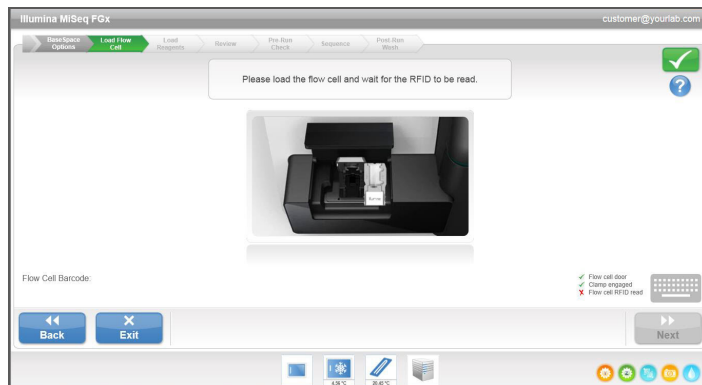 Illumina MiSeq FGx
customer@yourlab.com
BaseSpace
Options
Load Flow
Cell
Load
Reagents
Review
Pre-Run
Check
Sequence
Post-Run
Wash
Please load the flow cell and wait for the RFID to be read.
Flow Cell Barcode:
Flow cell door
Clamp engaged
Flow cell RFID read
Back
Exit
Next